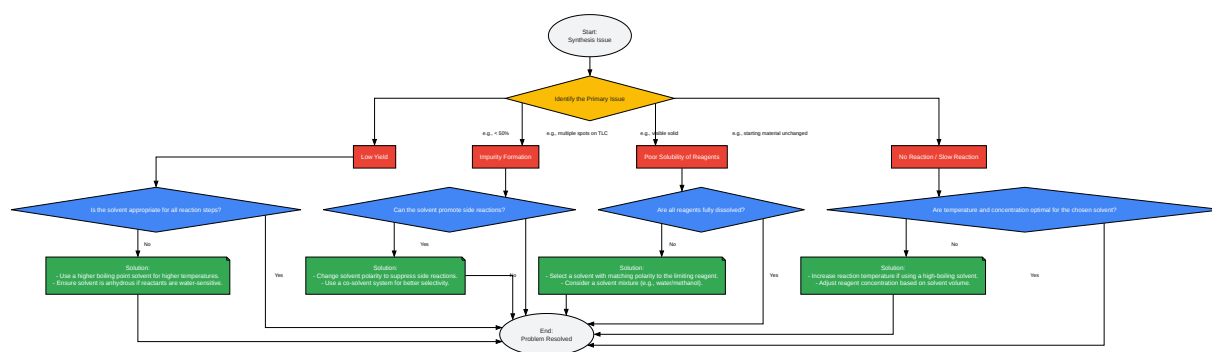 Start:
Synthesis Issue
Identify the Primary Issue
e.g., < 50%
e.g., multiple spots on TLC
e.g., visible solid
e.g., starting material unchanged
Low Yield
Impurity Formation
Poor Solubility of Reagents
No Reaction / Slow Reaction
Is the solvent appropriate for all reaction steps?
Can the solvent promote side reactions?
Are all reagents fully dissolved?
Are temperature and concentration optimal for the chosen solvent?
No
Yes
No
No
Solution:
- Use a higher boiling point solvent for higher temperatures.
- Ensure solvent is anhydrous if reactants are water-sensitive.
Yes
Solution:
- Change solvent polarity to suppress side reactions.
- Use a co-solvent system for better selectivity.
No
Solution:
- Select a solvent with matching polarity to the limiting reagent.
- Consider a solvent mixture (e.g., water/methanol).
Yes
Solution:
- Increase reaction temperature if using a high-boiling solvent.
- Adjust reagent concentration based on solvent volume.
Yes
End:
Problem Resolved